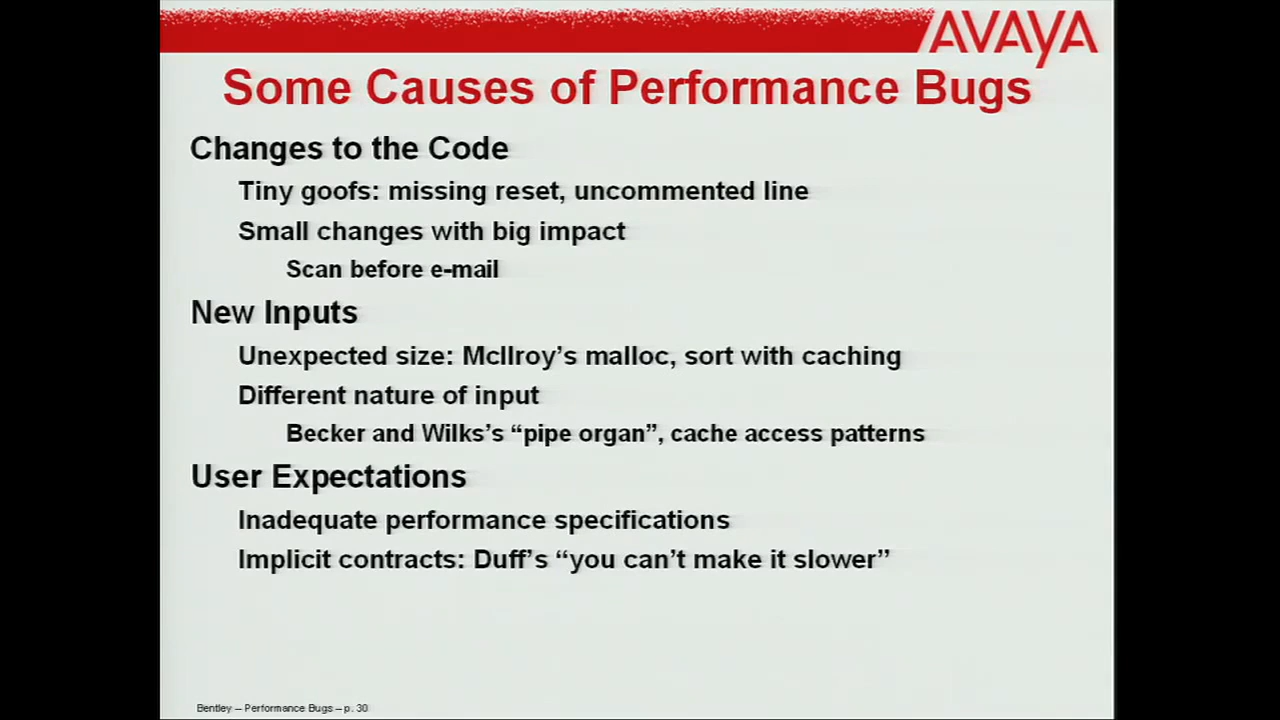 AVAYA
Some Causes of Performance Bugs
Changes to the Code
Tiny goofs: missing reset, uncommented line
Small changes with big impact
Scan before e-mail
New Inputs
Unexpected size: McIlroy’s malloc, sort with caching
Different nature of input
Becker and Wilks’s “pipe organ”, cache access patterns
User Expectations
Inadequate performance specifications
Implicit contracts: Duff’s “you can’t make it slower”
Bentley – Performance Bugs – p. 30